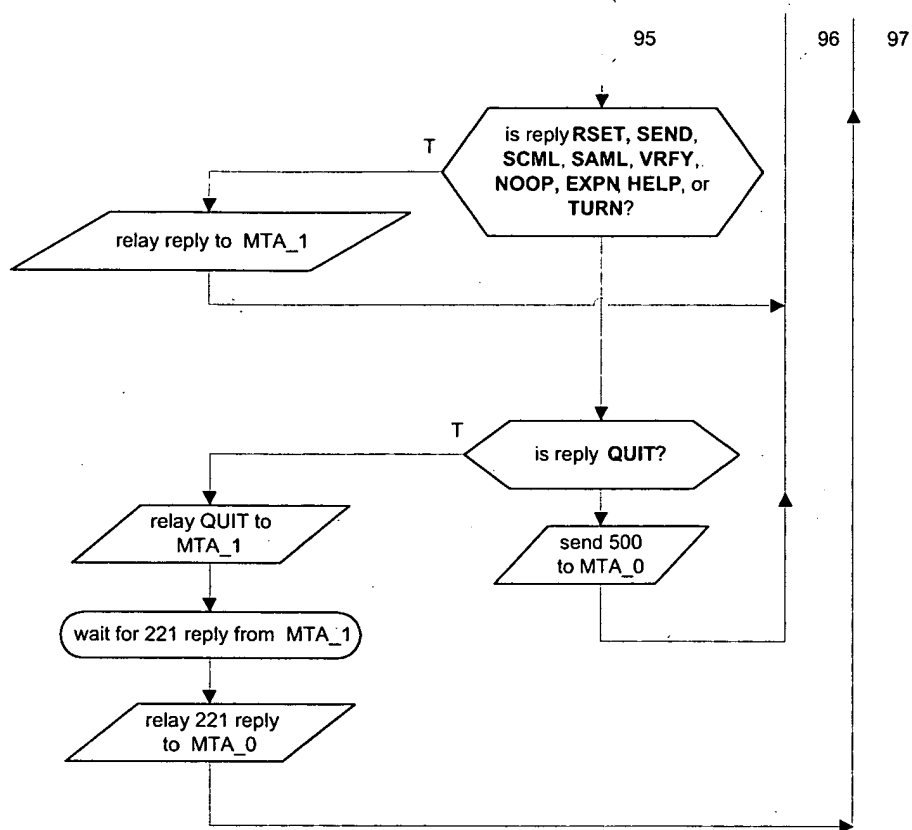 95
96
97
is reply RSET, SEND,
SCML, SAML, VRFY,
NOOP, EXPN, HELP, or
TURN?
T
relay reply to MTA_1
T
is reply QUIT?
relay QUIT to
MTA_1
send 500
to MTA_0
wait for 221 reply from MTA_1
relay 221 reply
to MTA_0